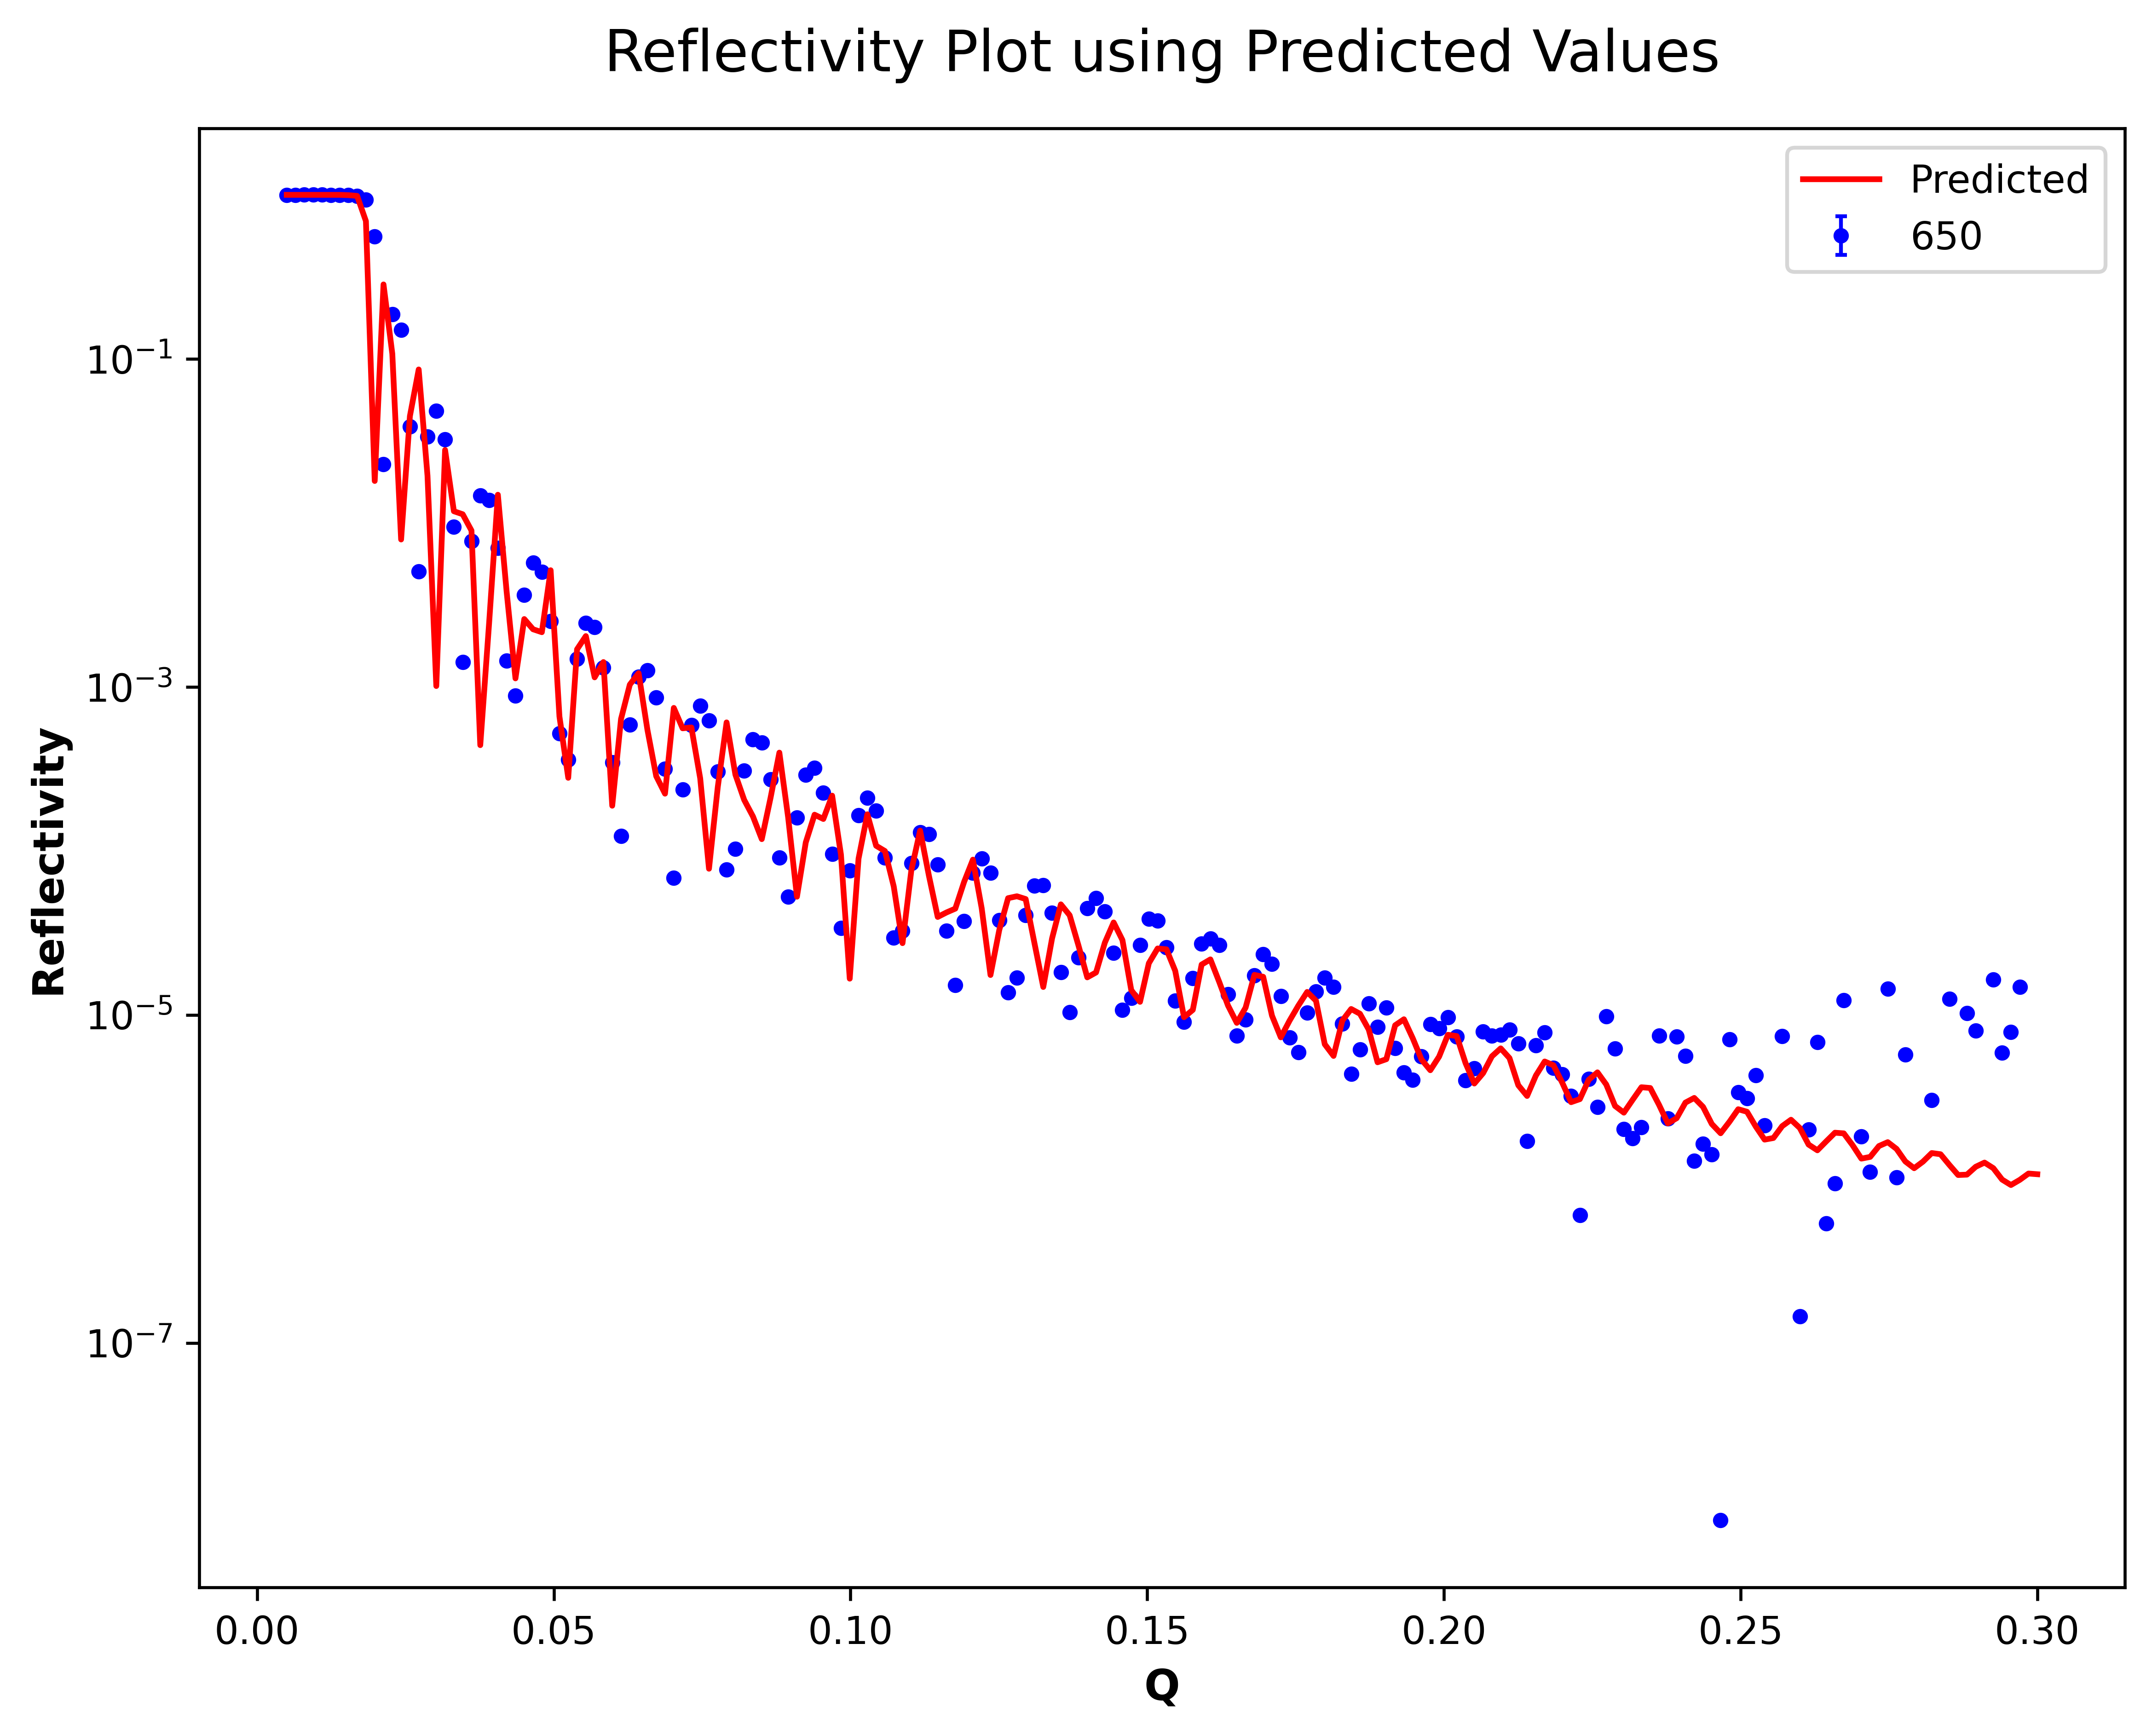 Reflectivity Plot using Predicted Values
Predicted
650
10⁻¹
10⁻³
10⁻⁵
10⁻⁷
Reflectivity
0.00 0.05 0.10 0.15 0.20 0.25 0.30
Q